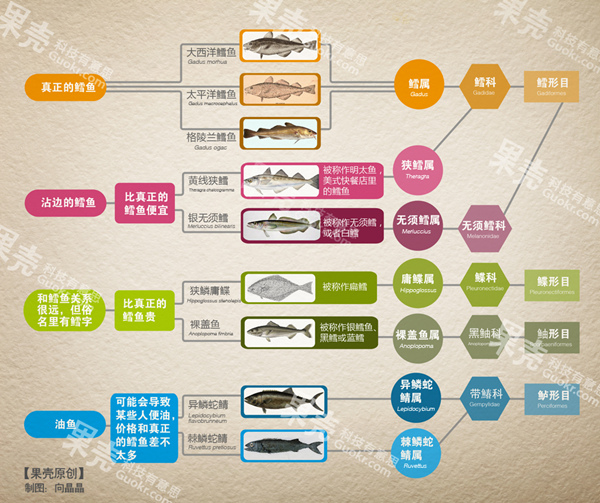 真正的鳕鱼
大西洋鳕鱼
Gadus morhua
太平洋鳕鱼
Gadus macrocephalus
格陵兰鳕鱼
Gadus ogac
鳕属
Gadus
鳕科
Gadidae
鳕形目
Gadiformes
沾边的鳕鱼
比真正的
鳕鱼便宜
黄线狭鳕
Theragra chalcogramma
被称作明太鱼，
美式快餐店里
的鳕鱼
狭鳕属
Theragra
银无须鳕
Merluccius bilinearis
被称作无须鳕，
或者白鳕
无须鳕属
Merluccius
无须鳕科
和鳕鱼关系
很远，但俗
名里有鳕字
比真正的
鳕鱼贵
狭鳞庸鲽
Hippoglossus stenolepis
被称作扁鳕
庸鲽属
Hippoglossus
鲽科
Pleuronectidae
鲽形目
Pleuronectiformes
裸盖鱼
Anoplopoma fimbria
被称作银鳕鱼、
黑鳕或蓝鳕
裸盖鱼属
Anoplopoma
黑鲉科
鲉形目
油鱼
可能会导致
某些人便油，
价格和真正
的鳕鱼差不
太多
异鳞蛇鲭
Lepidocybium
flavobrunneum
异鳞蛇
鲭属
Lepidocybium
棘鳞蛇鲭
Ruvettus pretiosus
棘鳞蛇
鲭属
Ruvettus
带鲭科
Gempylidae
鲈形目
Perciformes
【果壳原创】
制图：向晶晶
果壳
科技有意思
Guokr.com